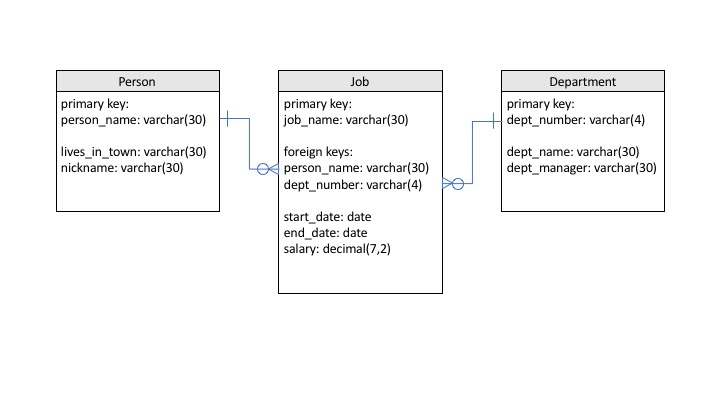 Person
primary key:
person_name: varchar(30)
lives_in_town: varchar(30)
nickname: varchar(30)
Job
primary key:
job_name: varchar(30)
foreign keys:
person_name: varchar(30)
dept_number: varchar(4)
start_date: date
end_date: date
salary: decimal(7,2)
Department
primary key:
dept_number: varchar(4)
dept_name: varchar(30)
dept_manager: varchar(30)